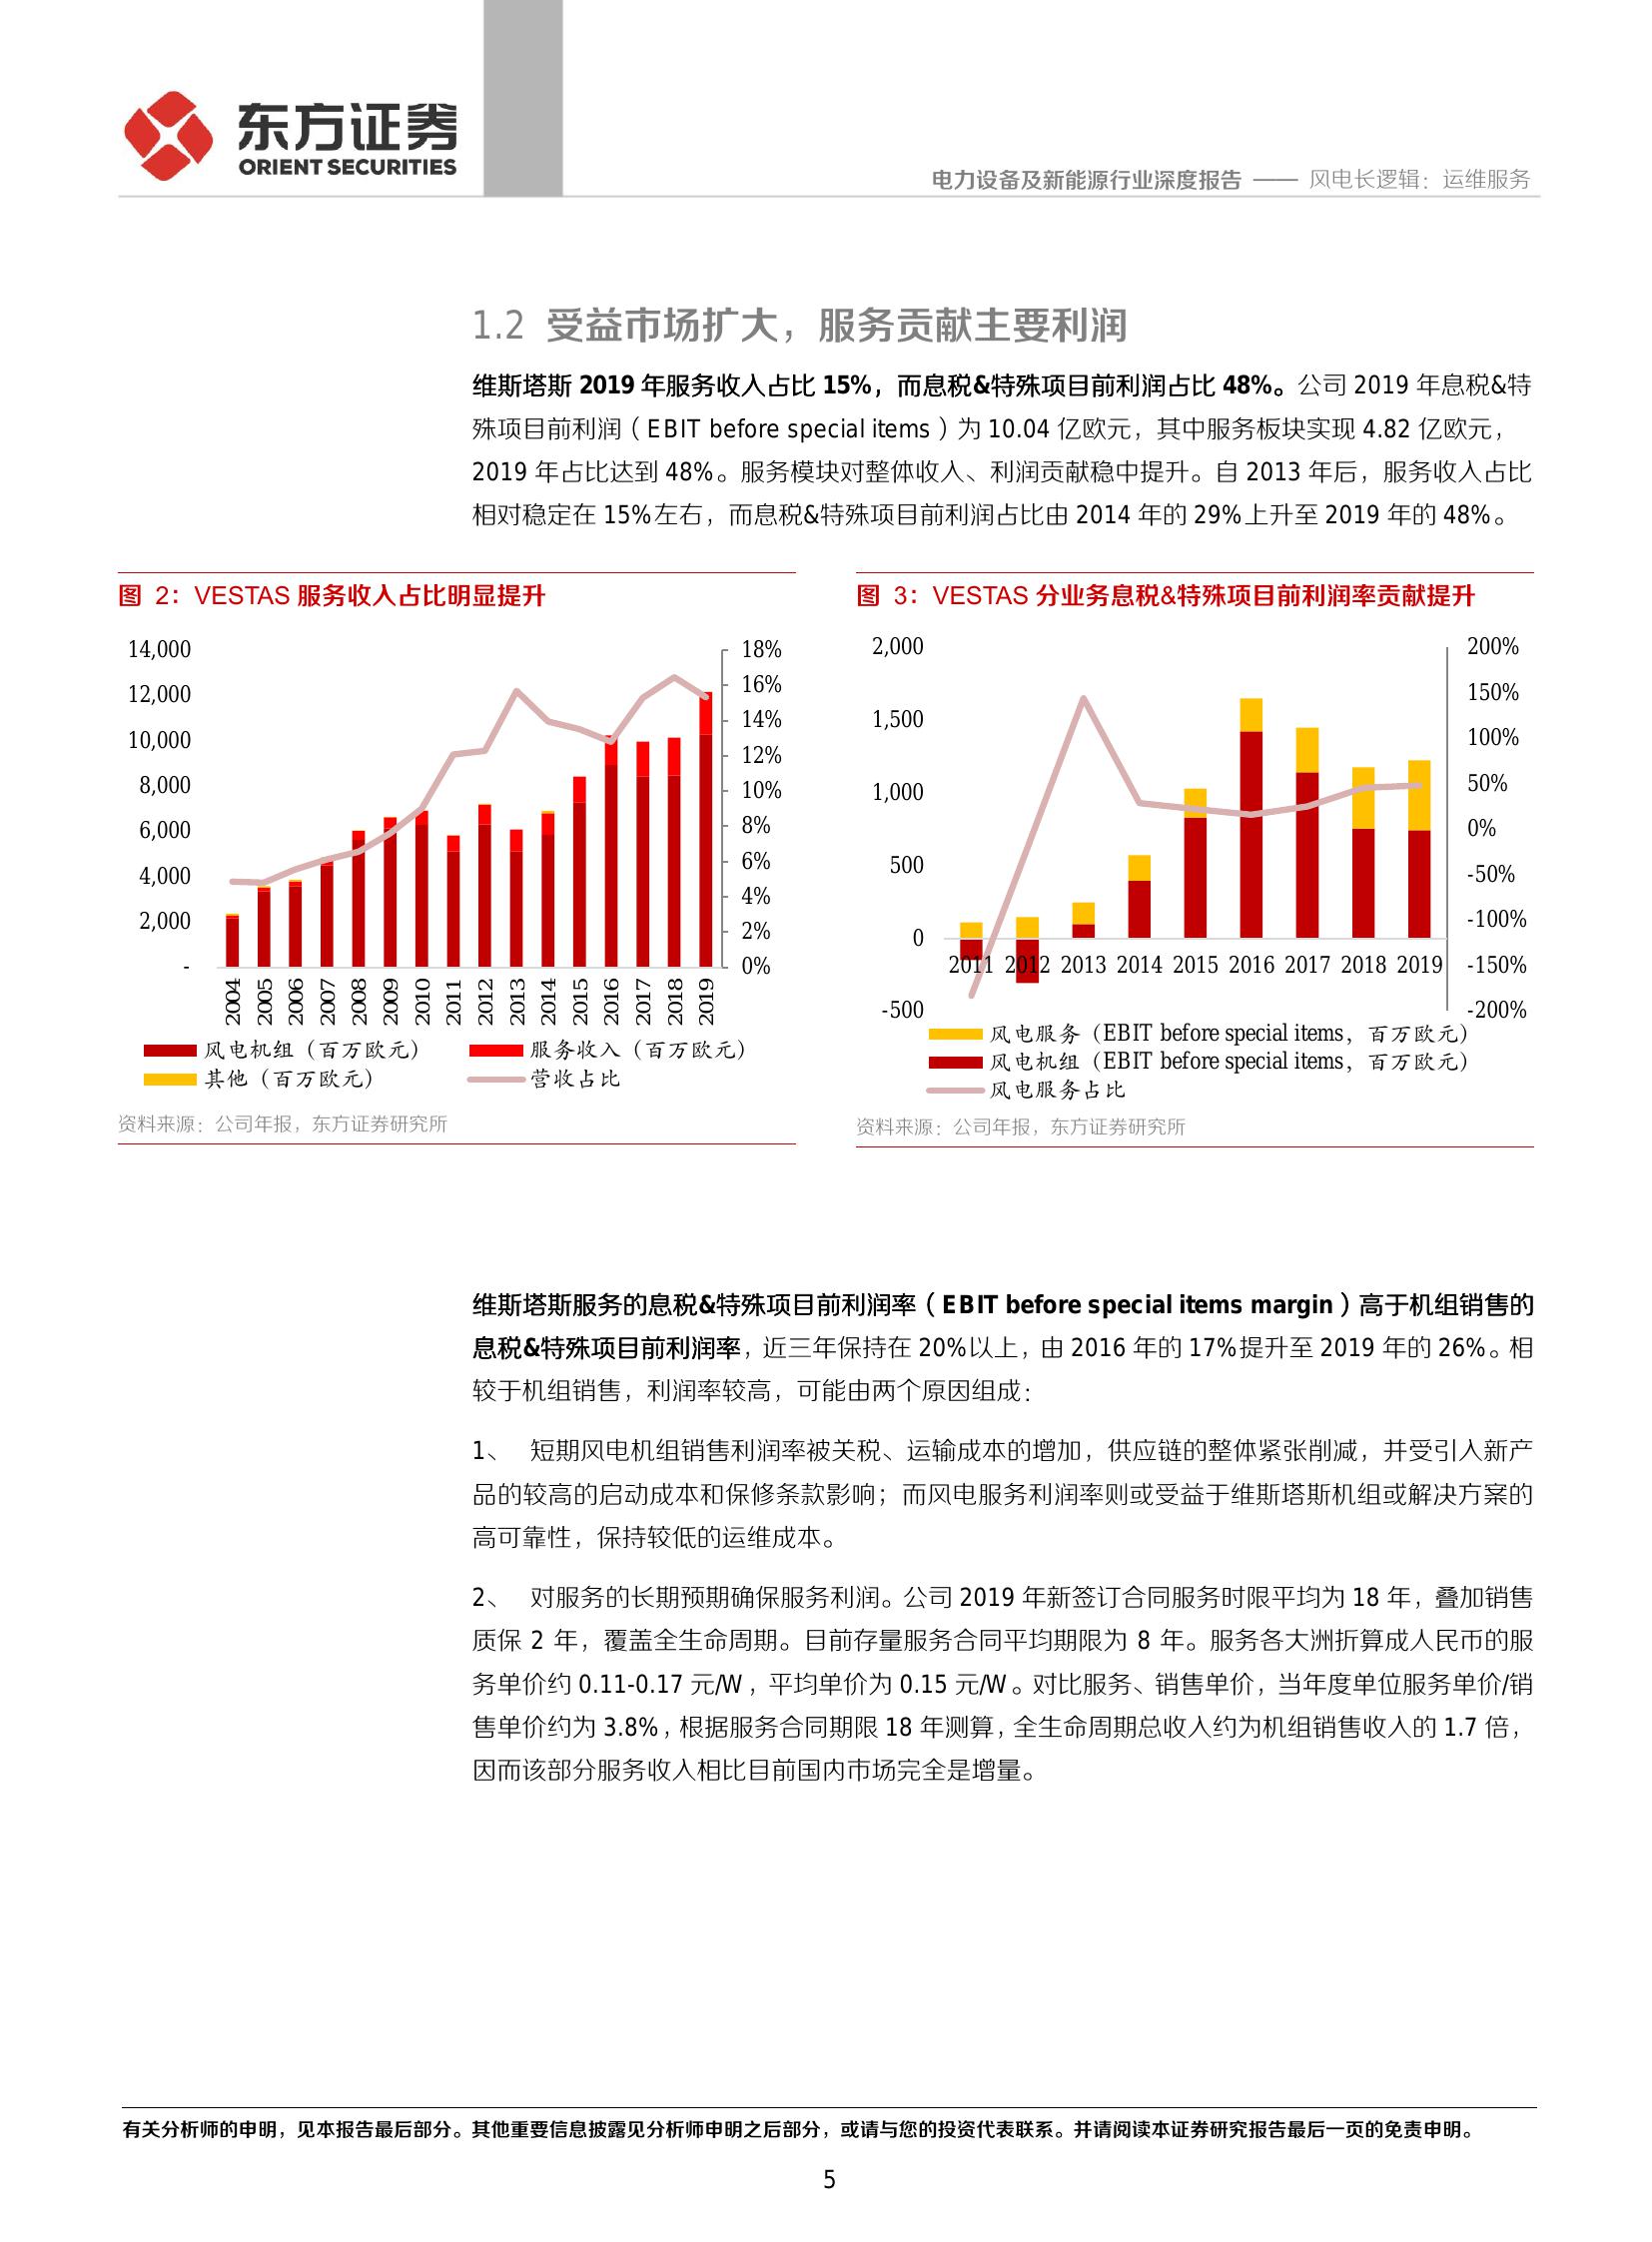 东方证券
ORIENT SECURITIES
电力设备及新能源行业深度报告 —— 风电长逻辑：运维服务
1.2 受益市场扩大，服务贡献主要利润
维斯塔斯 2019 年服务收入占比 15%，而息税&特殊项目前利润占比 48%。公司 2019 年息税&特
殊项目前利润（EBIT before special items）为 10.04 亿欧元，其中服务板块实现 4.82 亿欧元，
2019 年占比达到 48%。服务模块对整体收入、利润贡献稳中提升。自 2013 年后，服务收入占比
相对稳定在 15%左右，而息税&特殊项目前利润占比由 2014 年的 29%上升至 2019 年的 48%。
图 2：VESTAS 服务收入占比明显提升
14,000
12,000
10,000
8,000
6,000
4,000
2,000
-
18%
16%
14%
12%
10%
8%
6%
4%
2%
0%
2004 2005 2006 2007 2008 2009 2010 2011 2012 2013 2014 2015 2016 2017 2018 2019
风电机组（百万欧元） 服务收入（百万欧元）
其他（百万欧元） 营收占比
资料来源：公司年报，东方证券研究所
图 3：VESTAS 分业务息税&特殊项目前利润率贡献提升
2,000
1,500
1,000
500
0
-500
200%
150%
100%
50%
0%
-50%
-100%
-150%
-200%
2011 2012 2013 2014 2015 2016 2017 2018 2019
风电服务（EBIT before special items，百万欧元）
风电机组（EBIT before special items，百万欧元）
风电服务占比
资料来源：公司年报，东方证券研究所
维斯塔斯服务的息税&特殊项目前利润率（EBIT before special items margin）高于机组销售的
息税&特殊项目前利润率，近三年保持在 20%以上，由 2016 年的 17%提升至 2019 年的 26%。相
较于机组销售，利润率较高，可能由两个原因组成：
1、 短期风电机组销售利润率被关税、运输成本的增加，供应链的整体紧张削减，并受引入新产
品的较高的启动成本和保修条款影响；而风电服务利润率则或受益于维斯塔斯机组或解决方案的
高可靠性，保持较低的运维成本。
2、 对服务的长期预期确保服务利润。公司 2019 年新签订合同服务时限平均为 18 年，叠加销售
质保 2 年，覆盖全生命周期。目前存量服务合同平均期限为 8 年。服务各大洲折算成人民币的服
务单价约 0.11-0.17 元/W，平均单价为 0.15 元/W。对比服务、销售单价，当年度单位服务单价/销
售单价约为 3.8%，根据服务合同期限 18 年测算，全生命周期总收入约为机组销售收入的 1.7 倍，
因而该部分服务收入相比目前国内市场完全是增量。
有关分析师的申明，见本报告最后部分。其他重要信息披露见分析师申明之后部分，或请与您的投资代表联系。并请阅读本证券研究报告最后一页的免责申明。
5